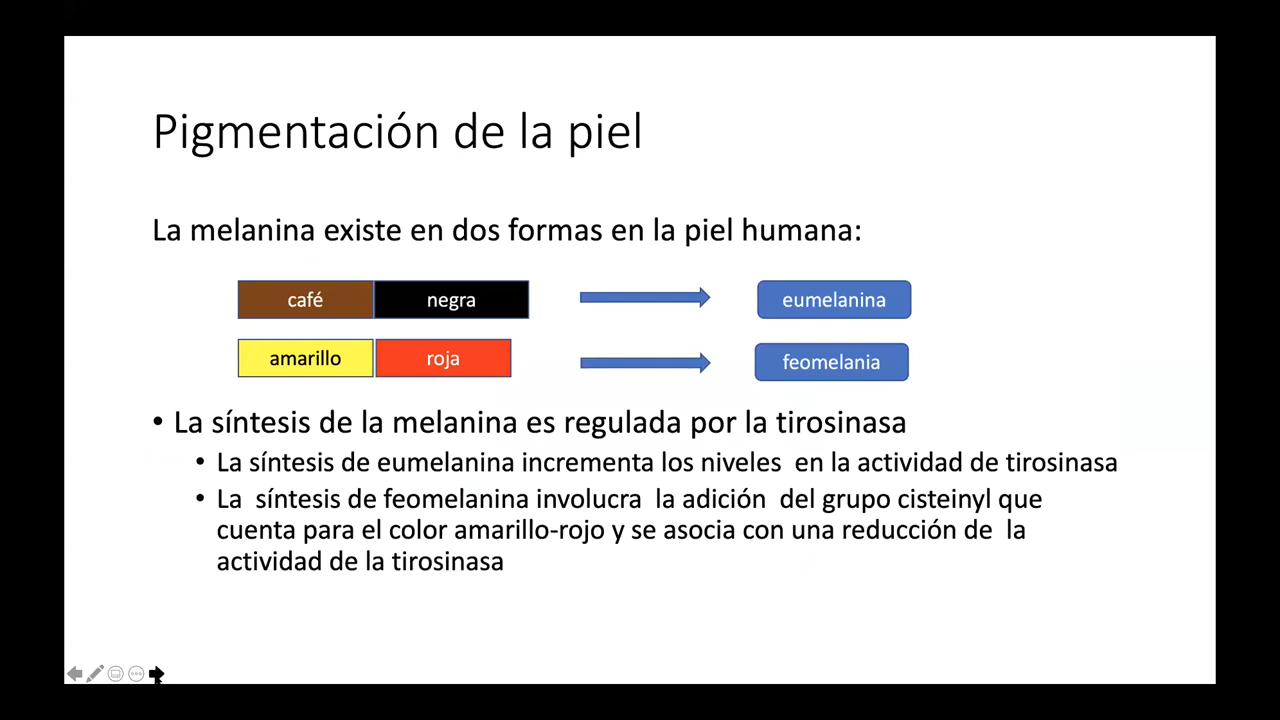 Pigmentación de la piel
La melanina existe en dos formas en la piel humana:
café negra eumelanina
amarillo roja feomelania
• La síntesis de la melanina es regulada por la tirosinasa
• La síntesis de eumelanina incrementa los niveles en la actividad de tirosinasa
• La síntesis de feomelanina involucra la adición del grupo cisteinyl que
cuenta para el color amarillo-rojo y se asocia con una reducción de la
actividad de la tirosinasa